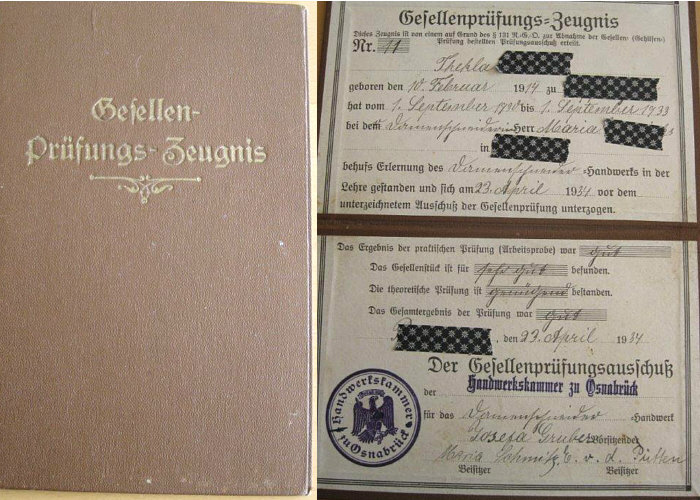 Gesellen-
Prüfungs-Zeugnis
Gesellenprüfungs-Zeugnis
Dieses Zeugnis ist von einem auf Grund des § 131 R.-G.-O. zur Abnahme der Gesellen- (Gehilfen-)
Prüfung bestellten Prüfungsausschuß erteilt.
Nr. 11
Thekla
geboren den 10. Februar 1914 zu
hat vom 1. September 1930 bis 1. September 1933
bei dem Damenschneiderin Herr Maria
in
behufs Erlernung des Damenschneider-Handwerks in der
Lehre gestanden und sich am 23. April 1934 vor dem
unterzeichnetem Ausschuß der Gesellenprüfung unterzogen.
Das Ergebnis der praktischen Prüfung (Arbeitsprobe) war gut
Das Gesellenstück ist für sehr gut befunden.
Die theoretische Prüfung ist genügend bestanden.
Das Gesamtergebnis der Prüfung war gut
, den 23. April 1934
Der Gesellenprüfungsausschuß
der Handwerkskammer zu Osnabrück
für das Damenschneider-Handwerk
Josefa Gruber Vorsitzender
Maria Schmitz E. v. d. Putten
Beisitzer Beisitzer
Handwerkskammer
zu Osnabrück